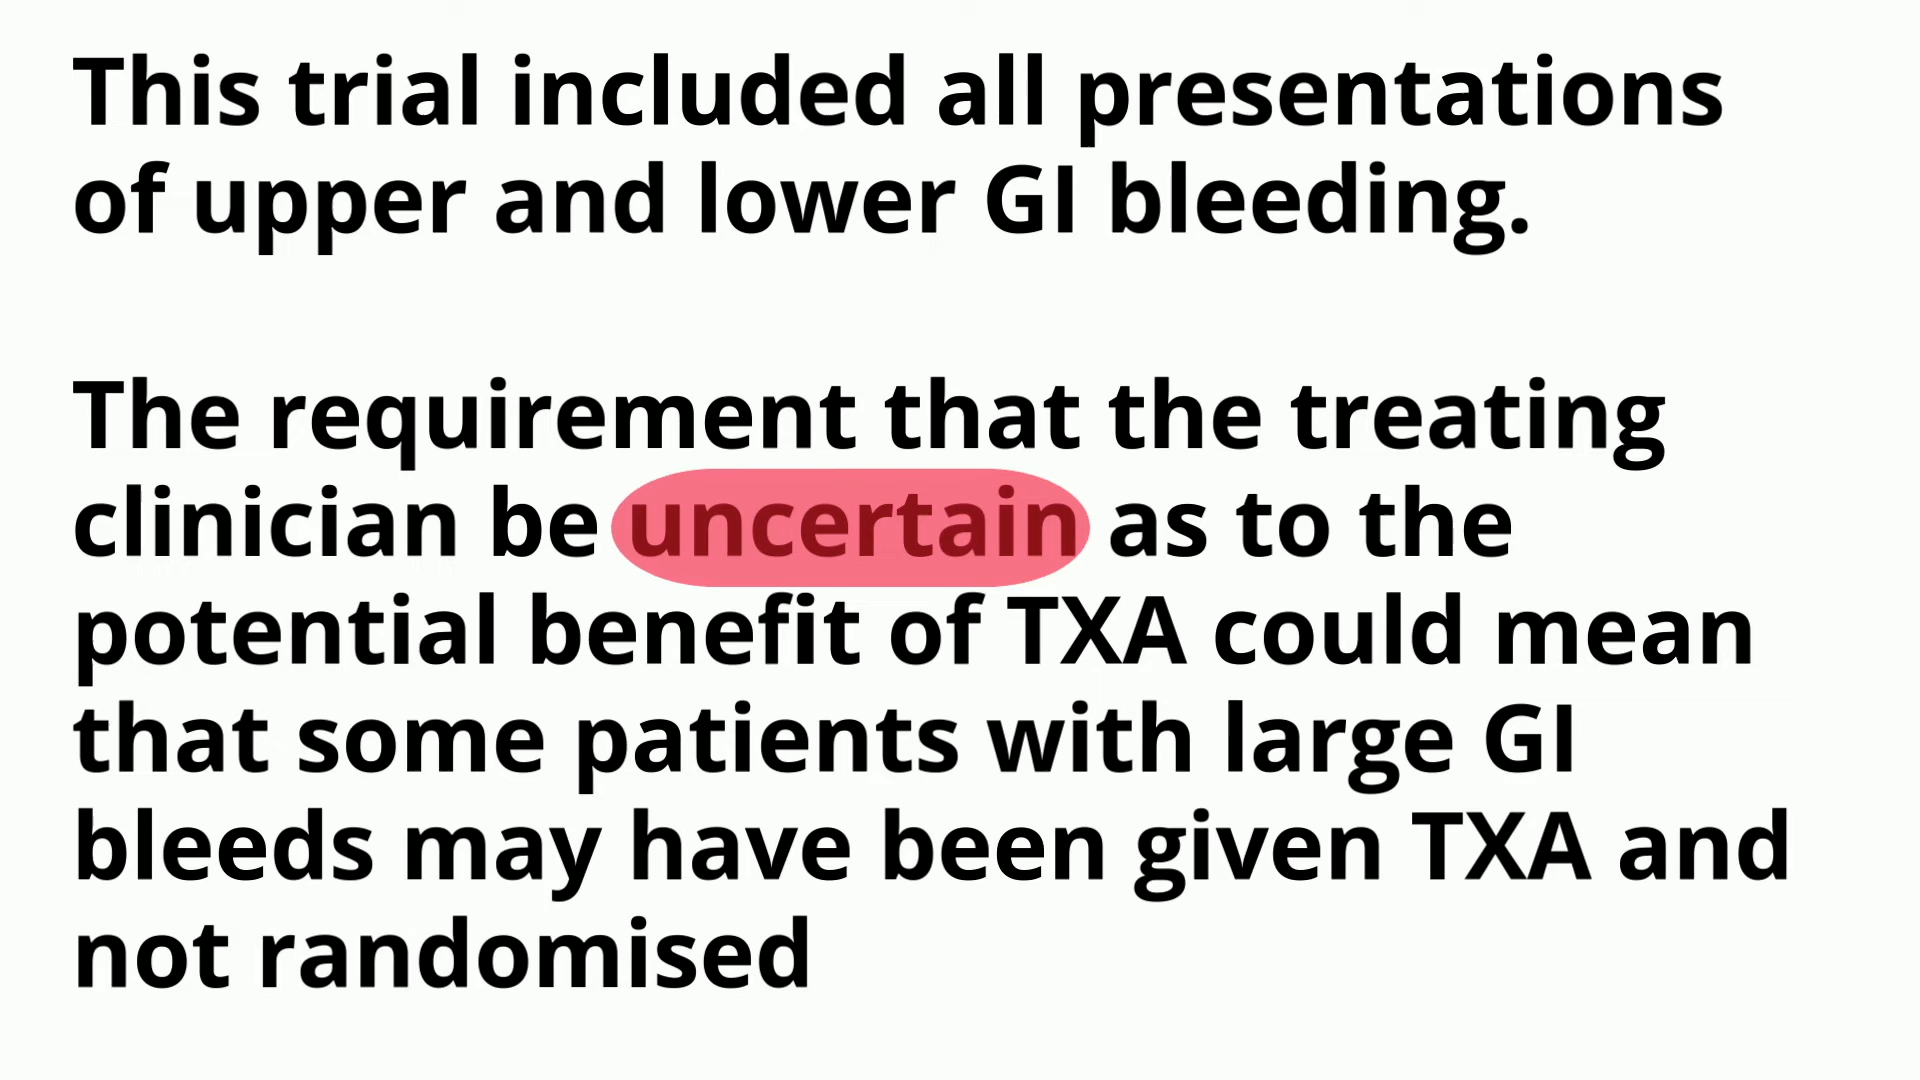 This trial included all presentations
of upper and lower GI bleeding.
The requirement that the treating
clinician be uncertain as to the
potential benefit of TXA could mean
that some patients with large GI
bleeds may have been given TXA and
not randomised